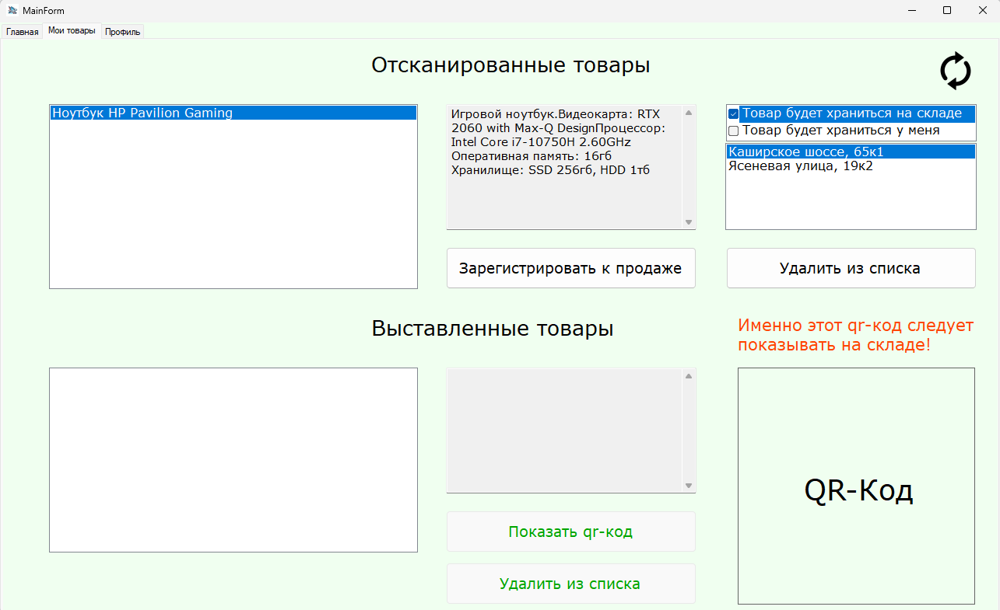 MainForm
Главная Мои товары Профиль
Отсканированные товары
Ноутбук HP Pavilion Gaming
Игровой ноутбук.Видеокарта: RTX
2060 with Max-Q DesignПроцессор:
Intel Core i7-10750H 2.60GHz
Оперативная память: 16гб
Хранилище: SSD 256гб, HDD 1тб
Товар будет храниться на складе
Товар будет храниться у меня
Каширское шоссе, 65к1
Ясеневая улица, 19к2
Зарегистрировать к продаже
Удалить из списка
Выставленные товары
Именно этот qr-код следует
показывать на складе!
QR-Код
Показать qr-код
Удалить из списка